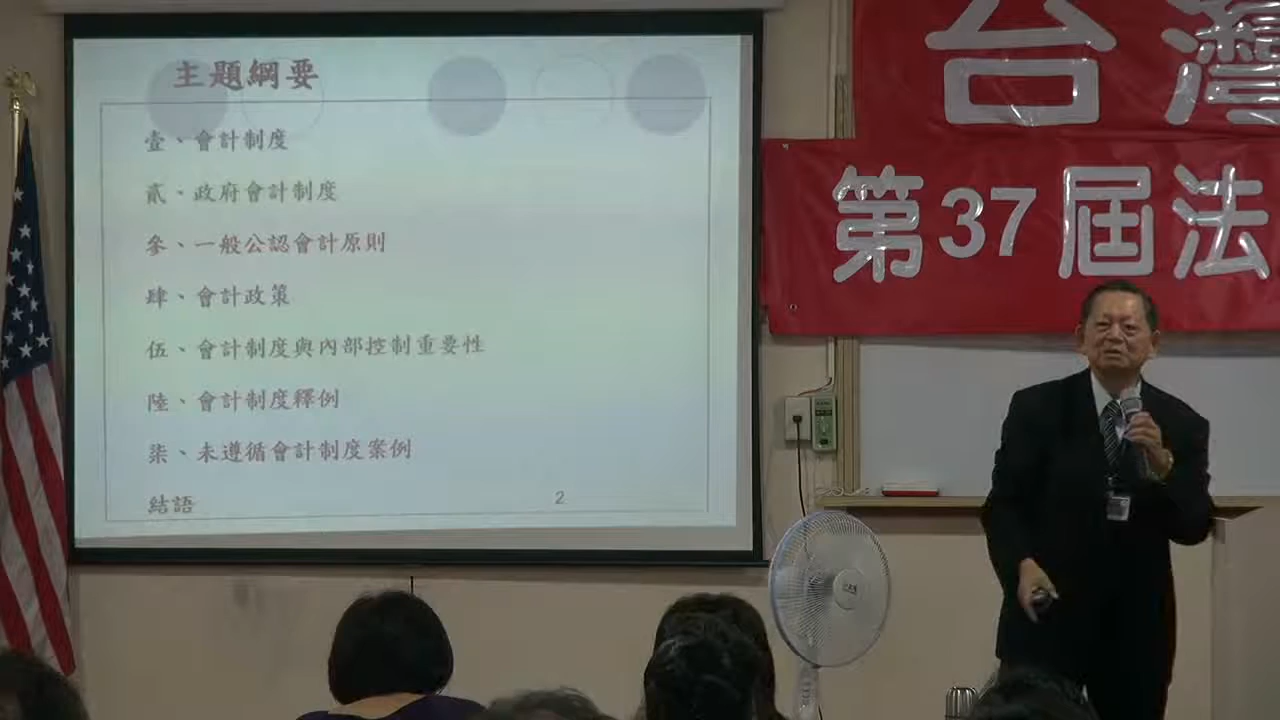 主題綱要
壹、會計制度
貳、政府會計制度
參、一般公認會計原則
肆、會計政策
伍、會計制度與內部控制重要性
陸、會計制度釋例
柒、未遵循會計制度案例
結語
2
台灣
第37屆法